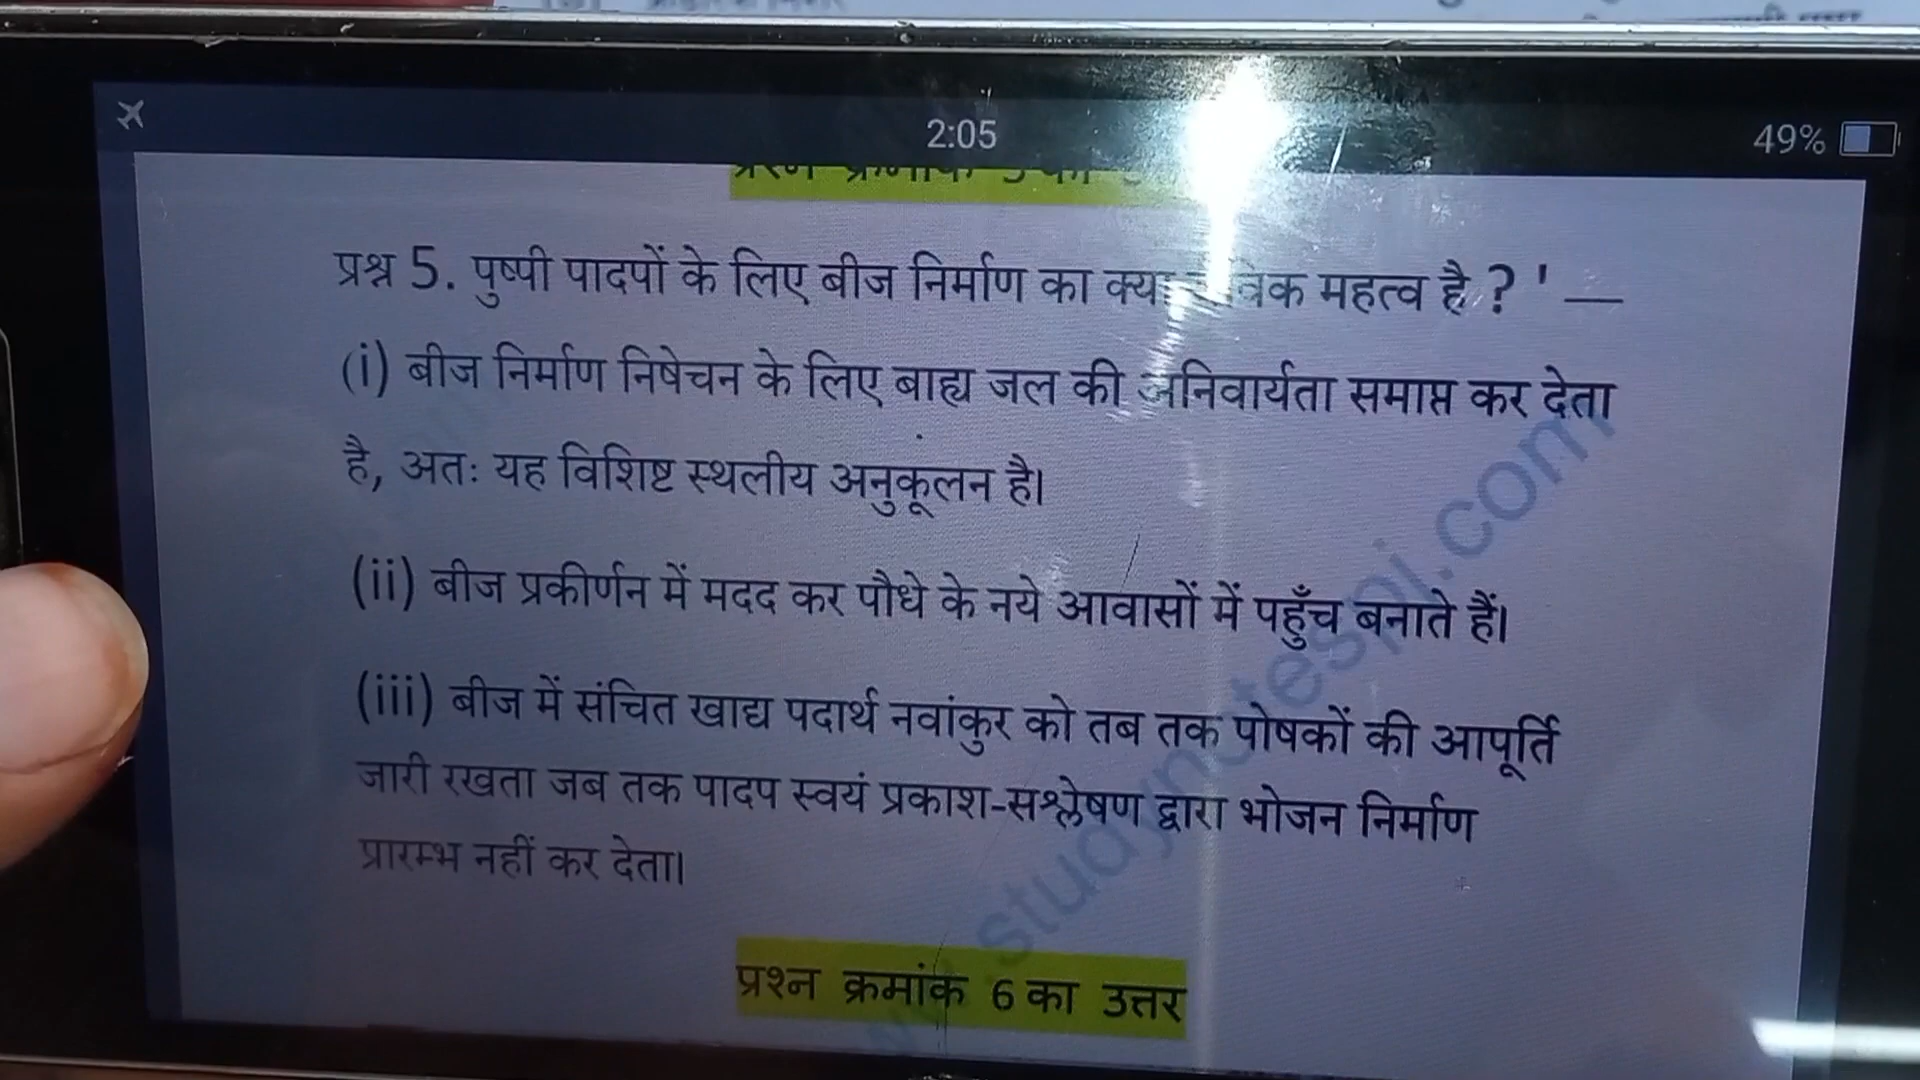 2:05
49%
प्रश्न 5. पुष्पी पादपों के लिए बीज निर्माण का क्या महत्व है ? ' —
(i) बीज निर्माण निषेचन के लिए बाह्य जल की अनिवार्यता समाप्त कर देता
है, अतः यह विशिष्ट स्थलीय अनुकूलन है।
(ii) बीज प्रकीर्णन में मदद कर पौधे के नये आवासों में पहुँच बनाते हैं।
(iii) बीज में संचित खाद्य पदार्थ नवांकुर को तब तक पोषकों की आपूर्ति
जारी रखता जब तक पादप स्वयं प्रकाश-सश्लेषण द्वारा भोजन निर्माण
प्रारम्भ नहीं कर देता।
प्रश्न क्रमांक 6 का उत्तर